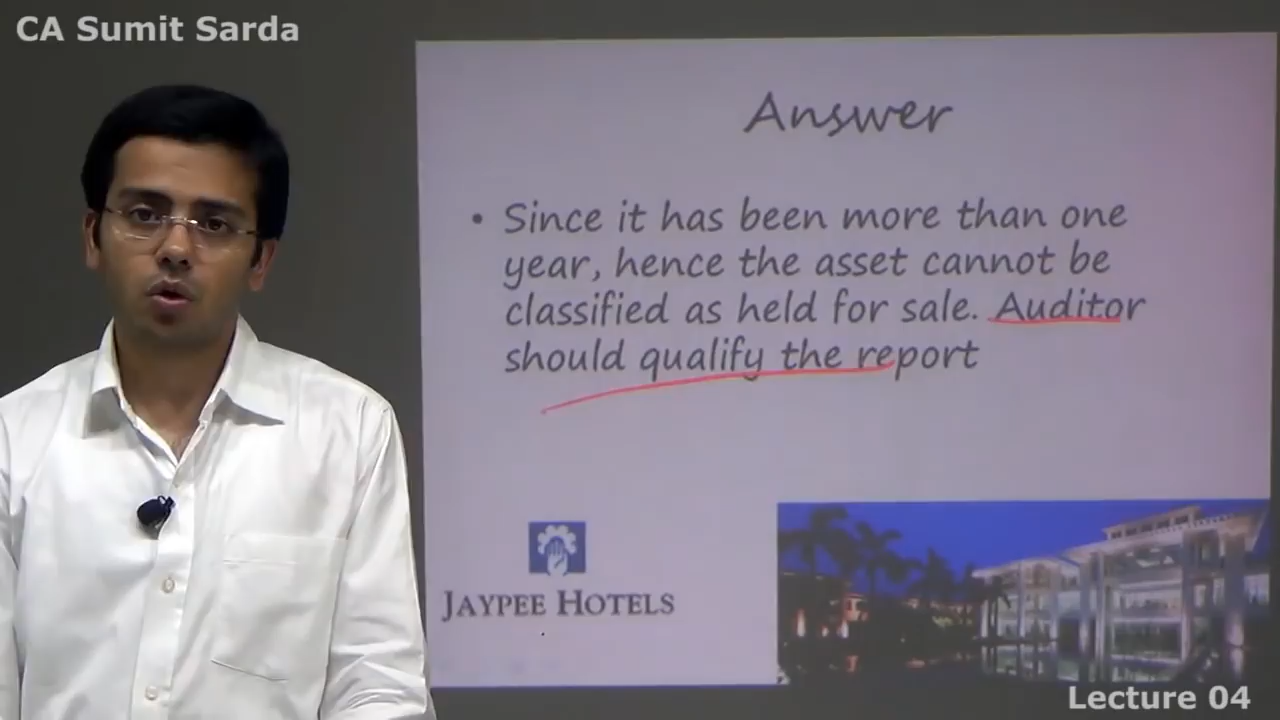 CA Sumit Sarda
Answer
• Since it has been more than one
year, hence the asset cannot be
classified as held for sale. Auditor
should qualify the report
JAYPEE HOTELS
Lecture 04